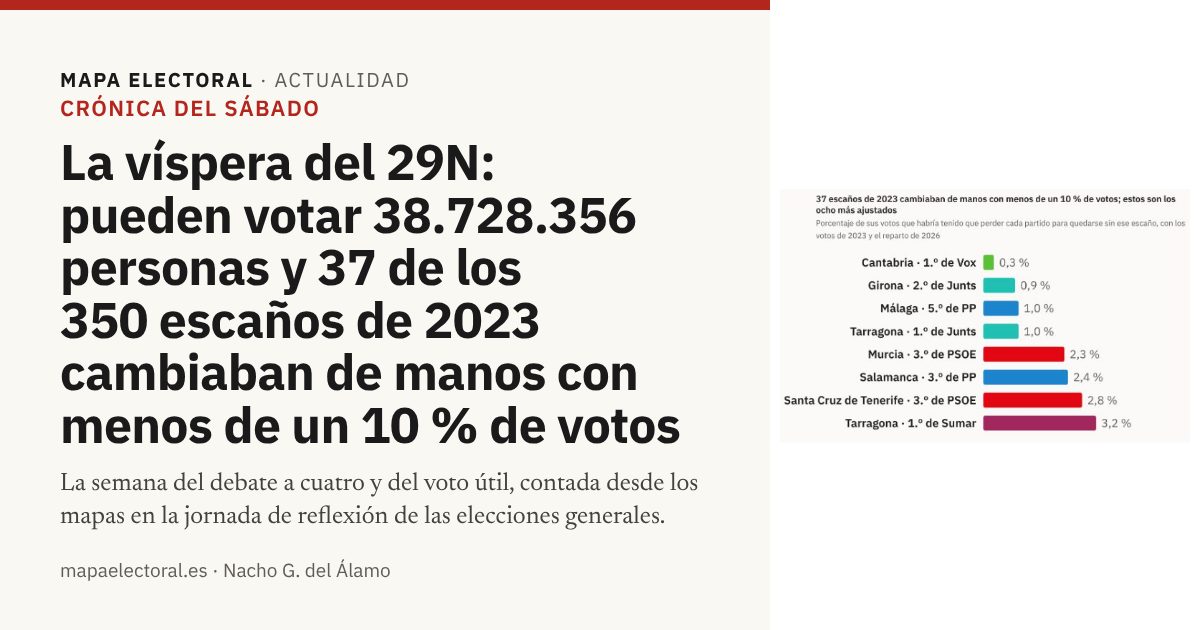 MAPA ELECTORAL · ACTUALIDAD
CRÓNICA DEL SÁBADO
La víspera del 29N:
pueden votar 38.728.356
personas y 37 de los
350 escaños de 2023
cambiaban de manos con
menos de un 10 % de votos
La semana del debate a cuatro y del voto útil, contada desde los
mapas en la jornada de reflexión de las elecciones generales.
mapaelectoral.es · Nacho G. del Álamo
37 escaños de 2023 cambiaban de manos con menos de un 10 % de votos; estos son los
ocho más ajustados
Porcentaje de sus votos que habría tenido que perder cada partido para quedarse sin ese escaño, con los
votos de 2023 y el reparto de 2026
Cantabria · 1.º de Vox 0,3 %
Girona · 2.º de Junts 0,9 %
Málaga · 5.º de PP 1,0 %
Tarragona · 1.º de Junts 1,0 %
Murcia · 3.º de PSOE 2,3 %
Salamanca · 3.º de PP 2,4 %
Santa Cruz de Tenerife · 3.º de PSOE 2,8 %
Tarragona · 1.º de Sumar 3,2 %